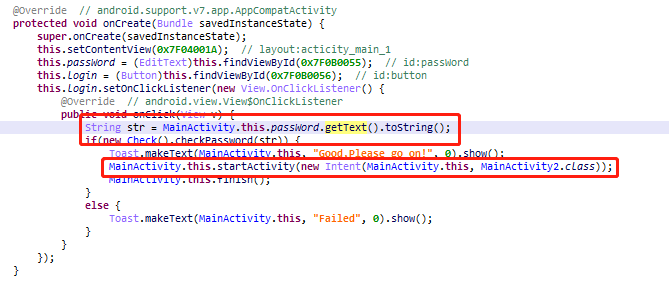 @Override  // android.support.v7.app.AppCompatActivity
protected void onCreate(Bundle savedInstanceState) {
    super.onCreate(savedInstanceState);
    this.setContentView(0x7F04001A);  // layout:acticity_main_1
    this.password = (EditText)this.findViewById(0x7F0B0055);  // id:password
    this.login = (Button)this.findViewById(0x7F0B0056);  // id:button
    this.login.setOnClickListener(new View.OnClickListener() {
        @Override  // android.view.View$OnClickListener
        public void onClick(View v) {
            String str = MainActivity.this.passWord.getText().toString();
            if(new Check().checkPassword(str)) {
                Toast.makeText(MainActivity.this, "Good,Please go on!", 0).show();
                MainActivity.this.startActivity(new Intent(MainActivity.this, MainActivity2.class));
                MainActivity.this.finish();
            }
            else {
                Toast.makeText(MainActivity.this, "Failed", 0).show();
            }
        }
    });
}